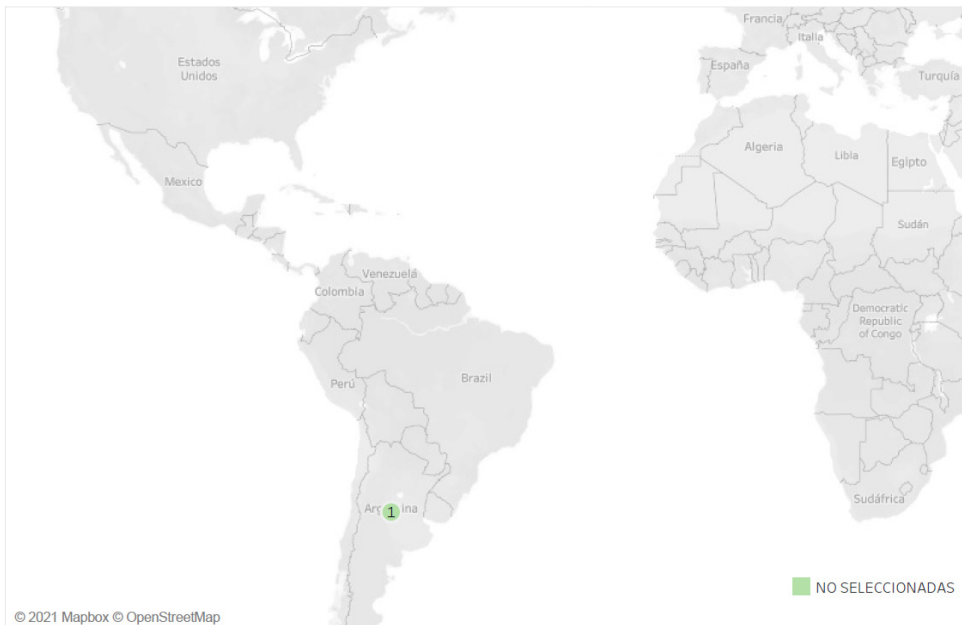 Francia
Italia
Estados
Unidos
España
Turquía
Algeria
Libia
Egipto
Mexico
Sudán
Venezuela
Colombia
Democratic
Republic
of Congo
Perú
Brazil
Sudáfrica
1
NO SELECCIONADAS
© 2021 Mapbox © OpenStreetMap